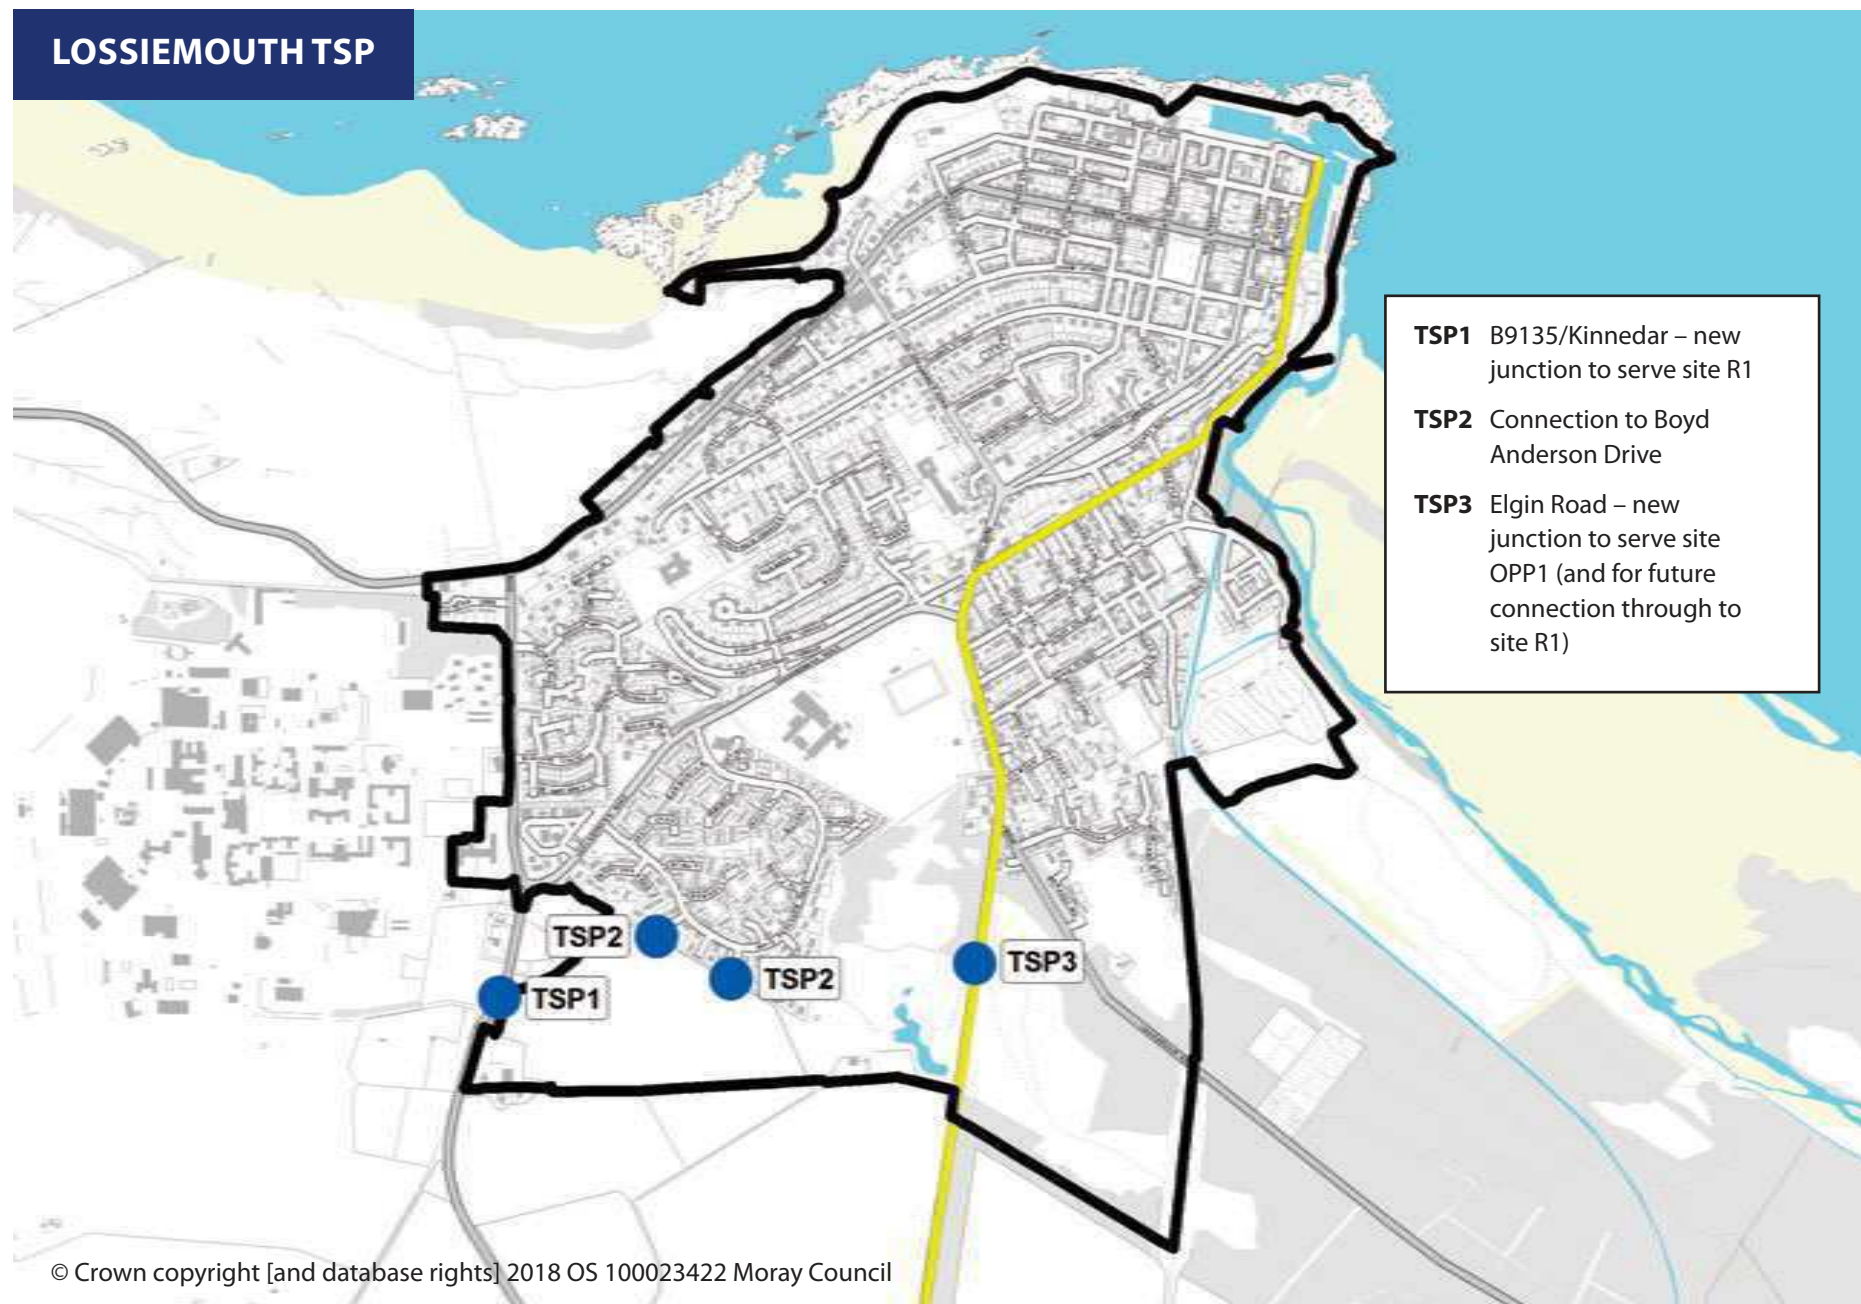 LOSSIEMOUTH TSP
TSP1 B9135/Kinnedar – new
junction to serve site R1
TSP2 Connection to Boyd
Anderson Drive
TSP3 Elgin Road – new
junction to serve site
OPP1 (and for future
connection through to
site R1)
TSP2
TSP3
TSP2
TSP1
© Crown copyright [and database rights] 2018 OS 100023422 Moray Council